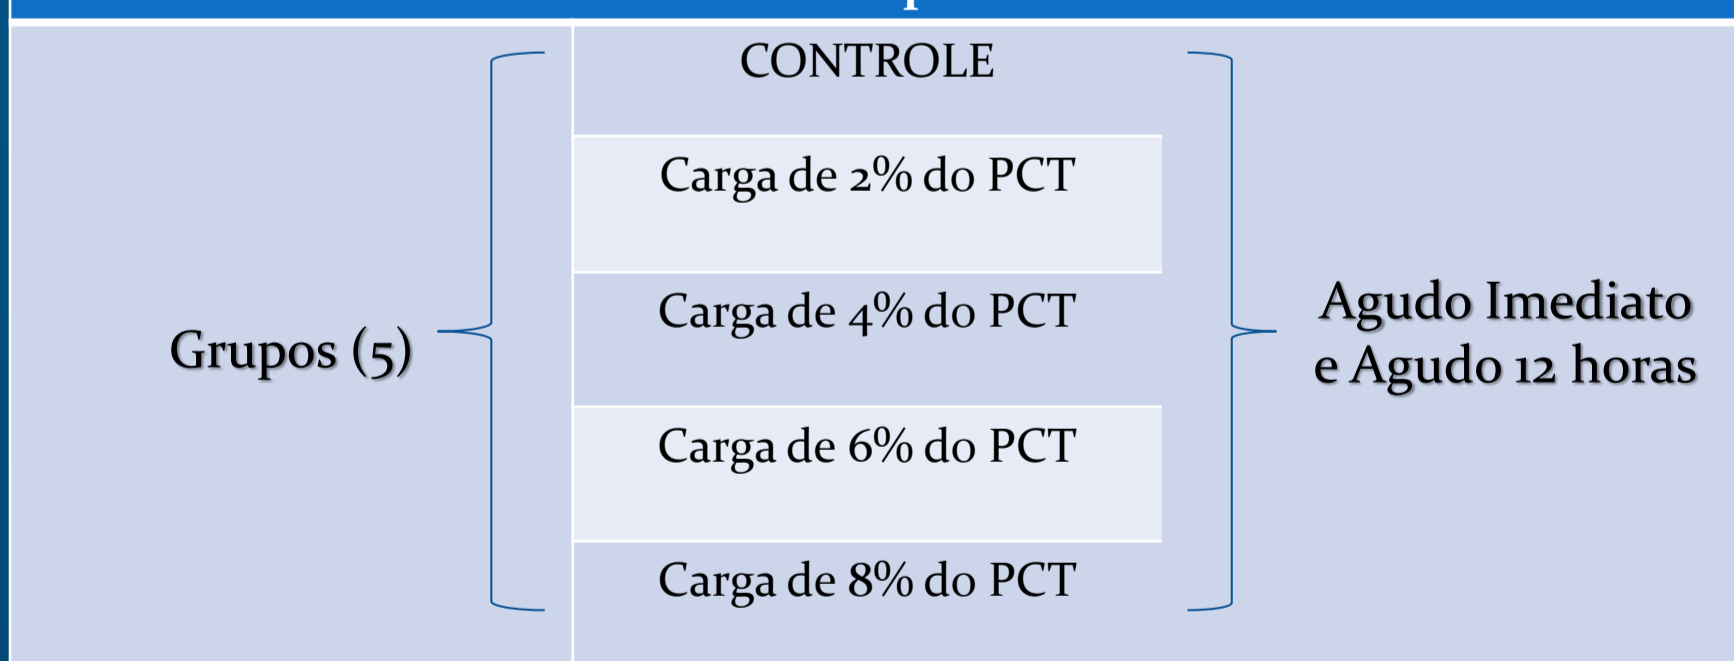 CONTROLE
Carga de 2% do PCT
Carga de 4% do PCT
Grupos (5)
Carga de 6% do PCT
Carga de 8% do PCT
Agudo Imediato
e Agudo 12 horas